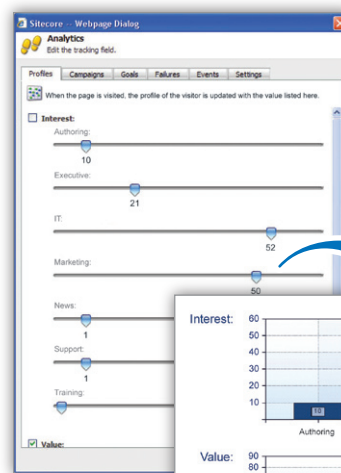 Sitecore -- Webpage Dialog
Analytics
Edit the tracking field.
Profiles Campaigns Goals Failures Events Settings
When the page is visited, the profile of the visitor is updated with the value listed here.
Interest:
Authoring:
10
Executive:
21
IT:
52
Marketing:
50
News:
1
Support:
1
Training:
Value:
Interest:
60
50
40
30
20
10
10
Authoring
Value:
90
80